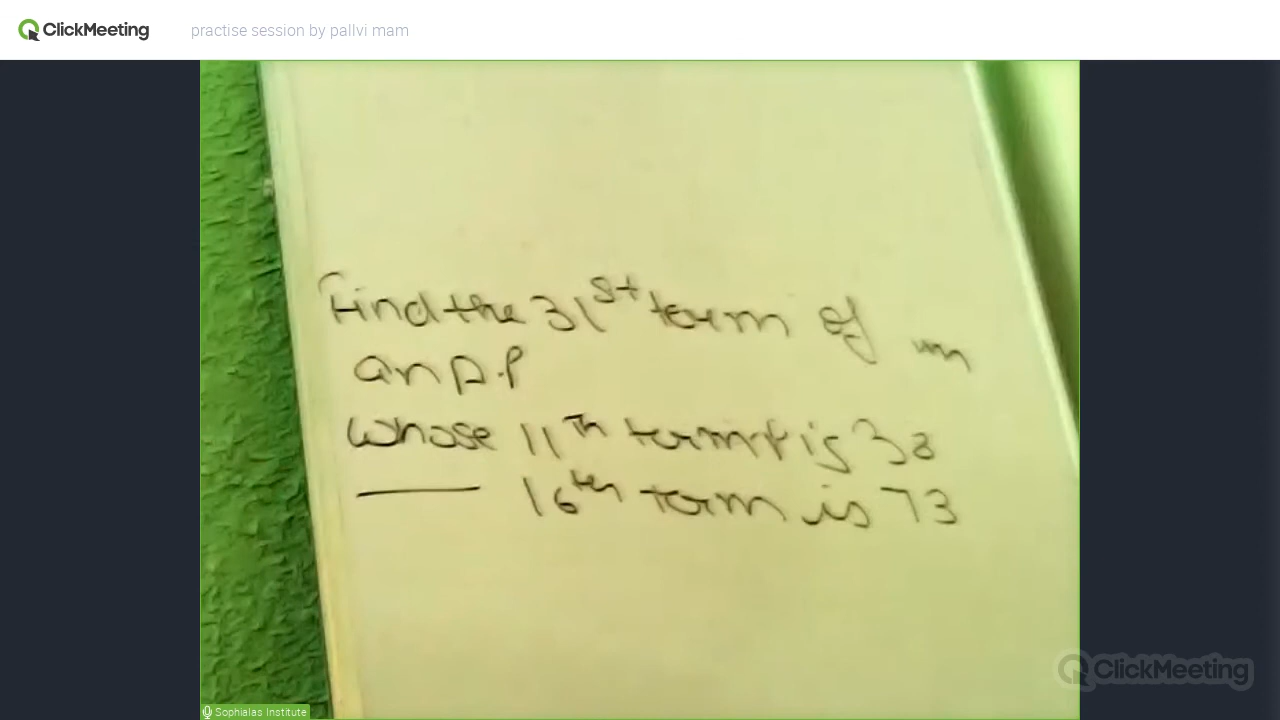 ClickMeeting
practise session by pallvi mam
Find the 31st term of
an A.P
whose 11th term is 38
16th term is 73
ClickMeeting
Sophialas Institute